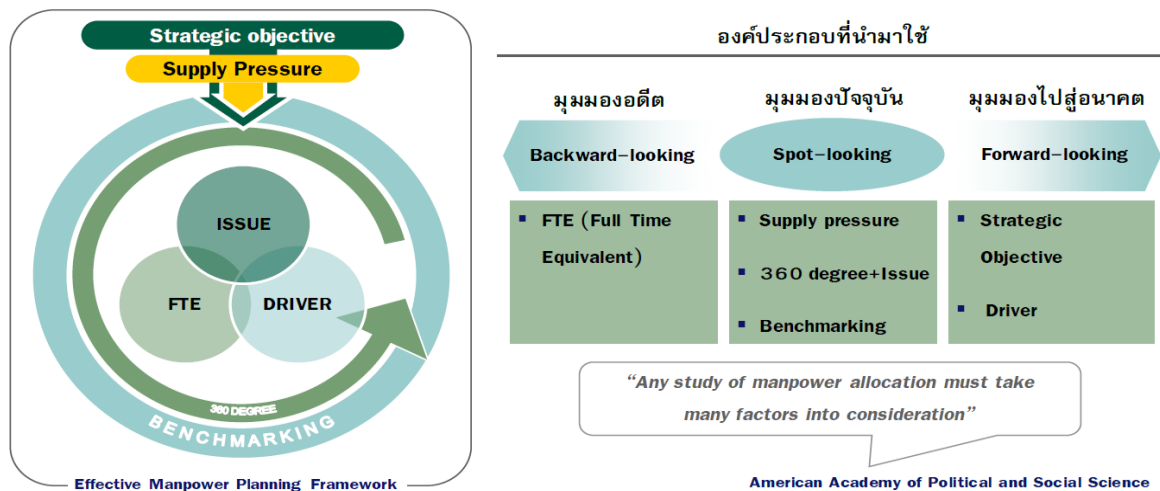 Strategic objective
Supply Pressure
ISSUE
FTE
DRIVER
360 DEGREE
BENCHMARKING
Effective Manpower Planning Framework
องค์ประกอบที่นำมาใช้
มุมมองอดีต
มุมมองปัจจุบัน
มุมมองไปสู่อนาคต
Backward-looking
Spot-looking
Forward-looking
▪ FTE (Full Time
Equivalent)
▪ Supply pressure
▪ 360 degree+Issue
▪ Benchmarking
▪ Strategic
Objective
▪ Driver
“Any study of manpower allocation must take
many factors into consideration”
American Academy of Political and Social Science